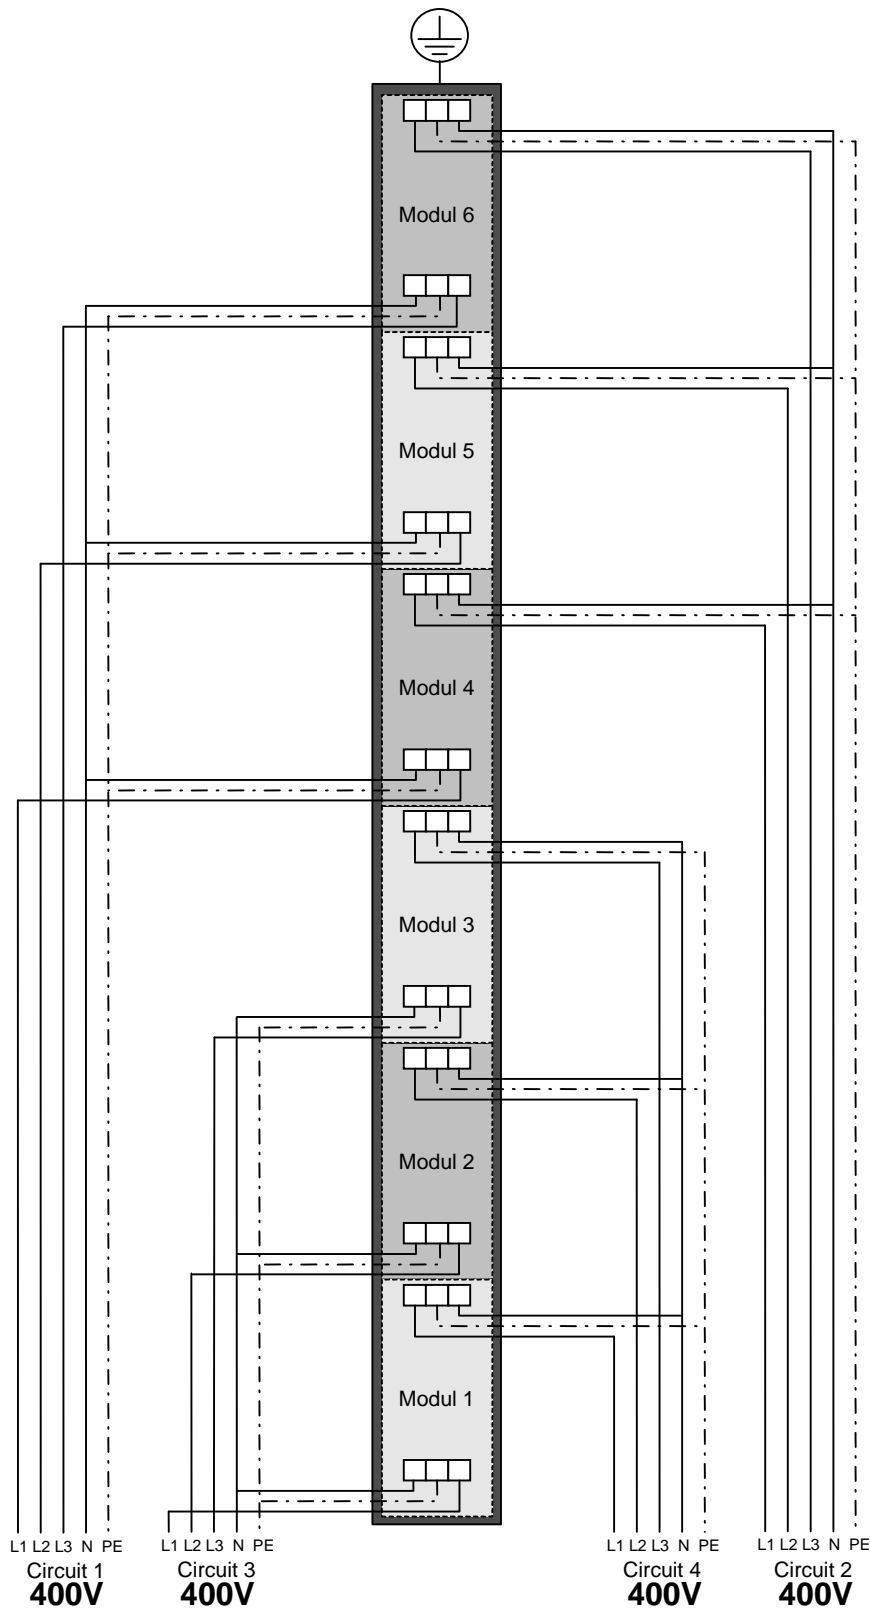 Modul 6
Modul 5
Modul 4
Modul 3
Modul 2
Modul 1
L1 L2 L3 N PE
Circuit 1
400V
L1 L2 L3 N PE
Circuit 3
400V
L1 L2 L3 N PE
Circuit 4
400V
L1 L2 L3 N PE
Circuit 2
400V